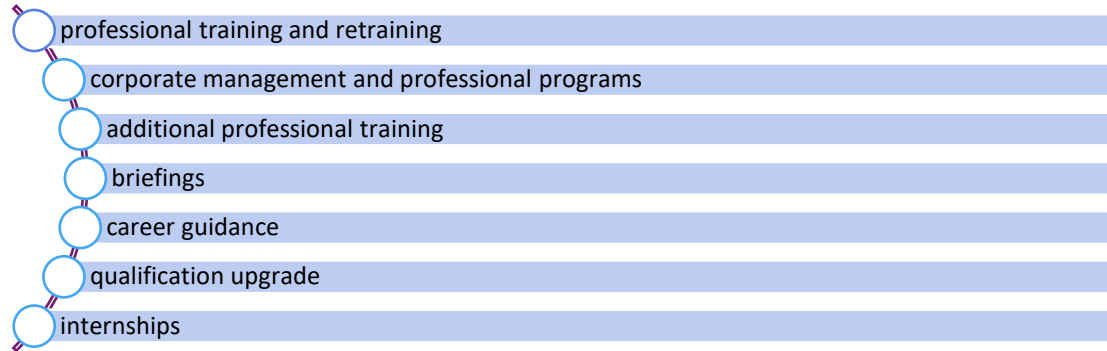 professional training and retraining
corporate management and professional programs
additional professional training
briefings
career guidance
qualification upgrade
internships